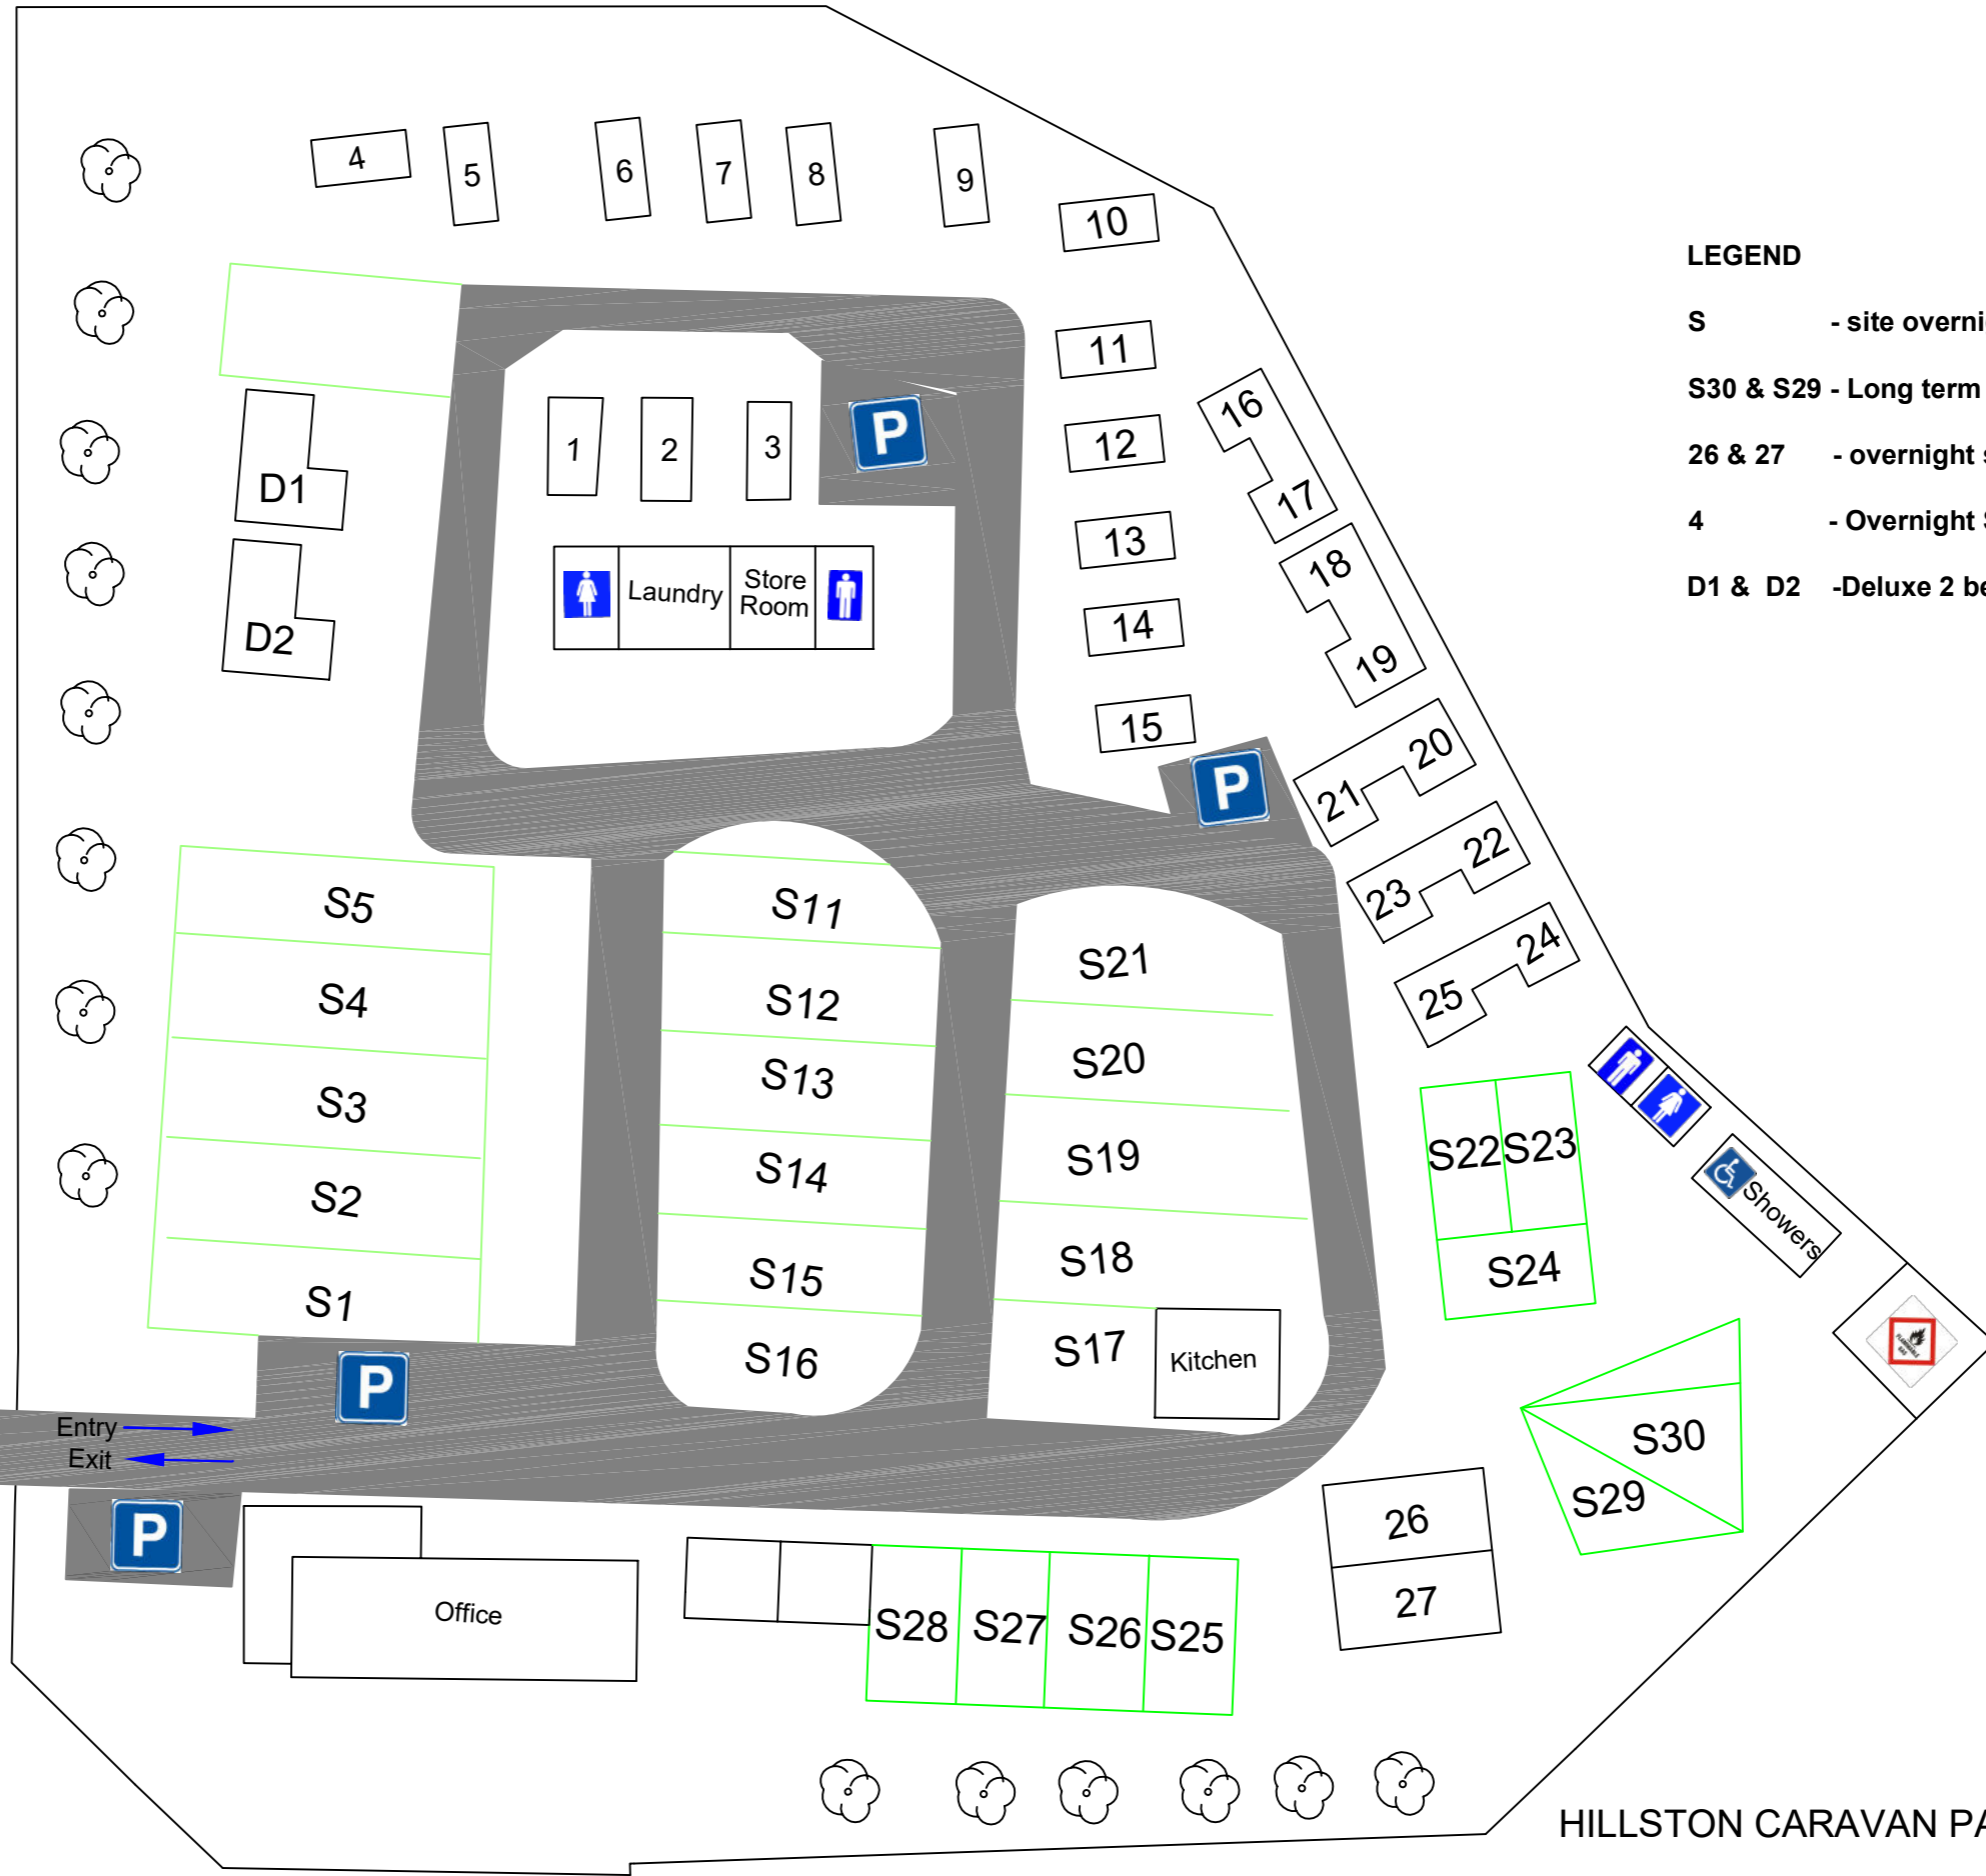 4
5
6
7
8
9
10
11
12
13
14
15
16
17
18
19
20
21
22
23
24
25
LEGEND
S - site overni
S30 & S29 - Long term
26 & 27 - overnight s
4 - Overnight S
D1 & D2 -Deluxe 2 be
1
2
3
P
D1
D2
Laundry
Store
Room
P
S5
S4
S3
S2
S1
S11
S12
S13
S14
S15
S16
S21
S20
S19
S18
S17
Kitchen
S22
S23
S24
Showers
FLAMMABLE
GAS
S30
S29
P
Entry
Exit
P
Office
S28
S27
S26
S25
26
27
HILLSTON CARAVAN PA